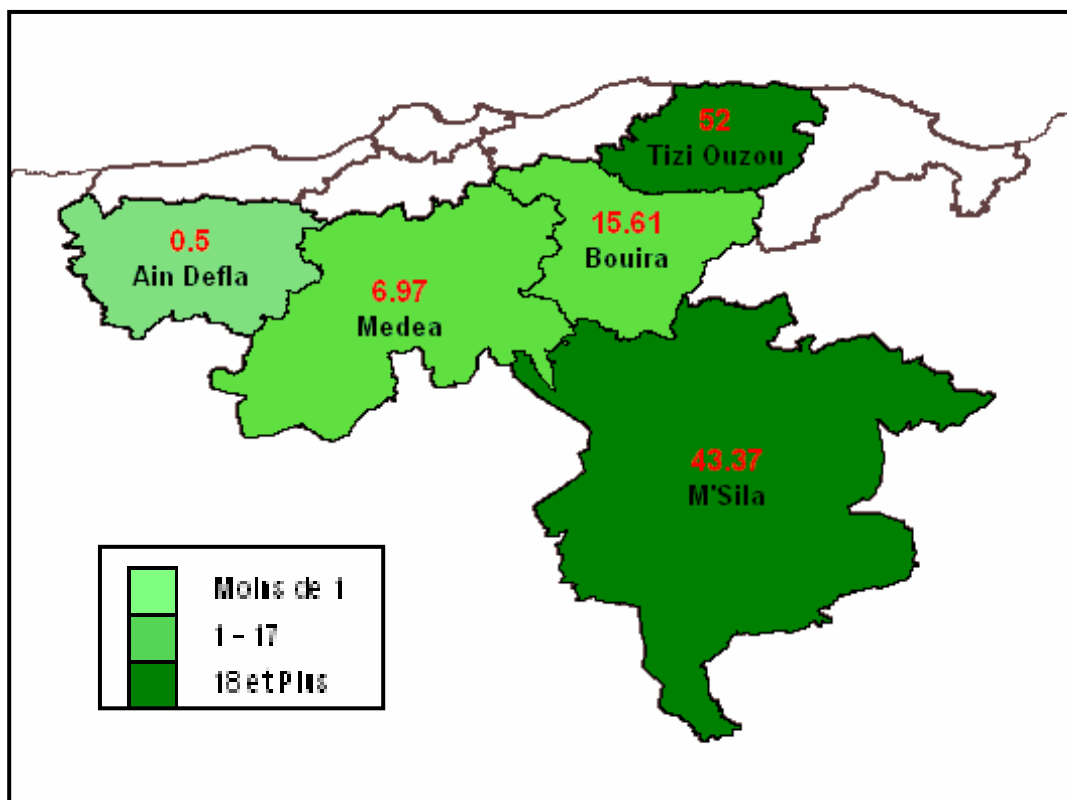 52
Tizi Ouzou
15.61
Bouira
0.5
Ain Defla
6.97
Medea
43.37
M'Sila
Moins de 1
1 - 17
18 et Plus